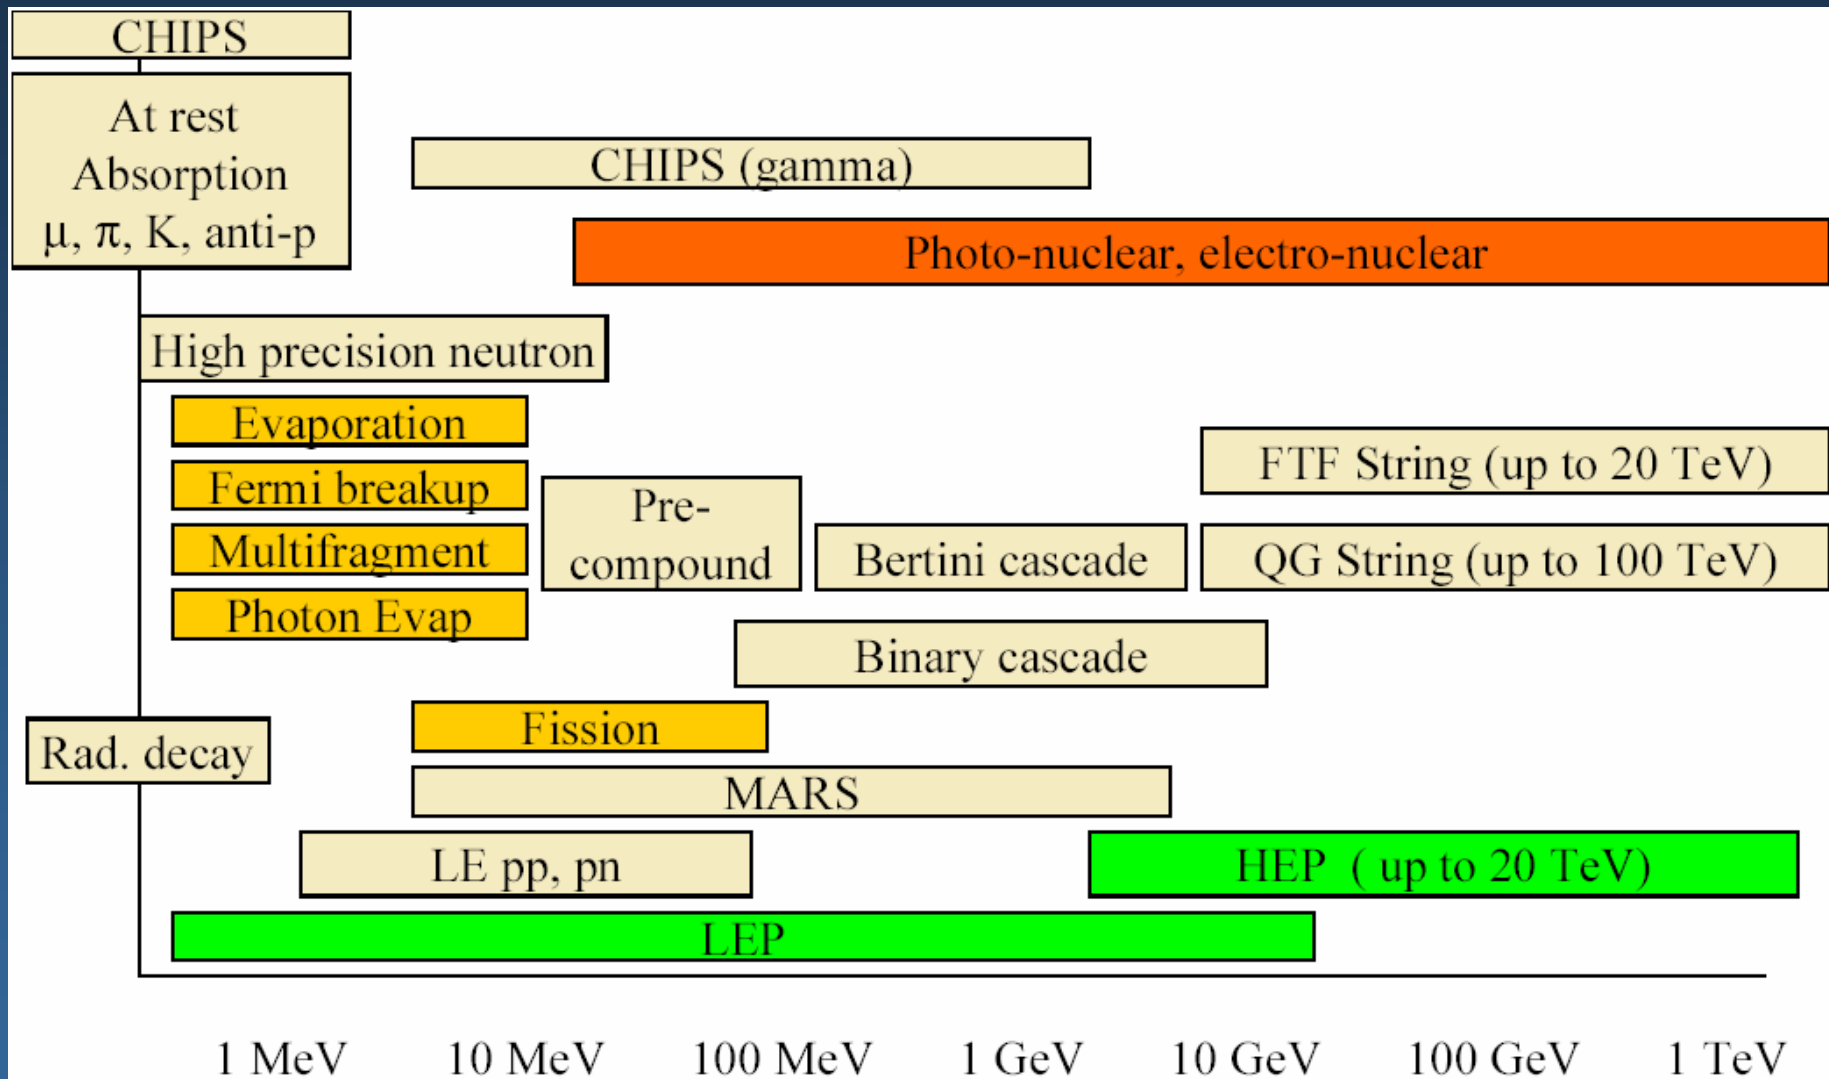 CHIPS
At rest
Absorption
μ, π, K, anti-p
CHIPS (gamma)
Photo-nuclear, electro-nuclear
High precision neutron
Evaporation
Fermi breakup
Multifragment
Photon Evap
Pre-
compound
Bertini cascade
FTF String (up to 20 TeV)
QG String (up to 100 TeV)
Binary cascade
Fission
Rad. decay
MARS
LE pp, pn
HEP ( up to 20 TeV)
LEP
1 MeV 10 MeV 100 MeV 1 GeV 10 GeV 100 GeV 1 TeV